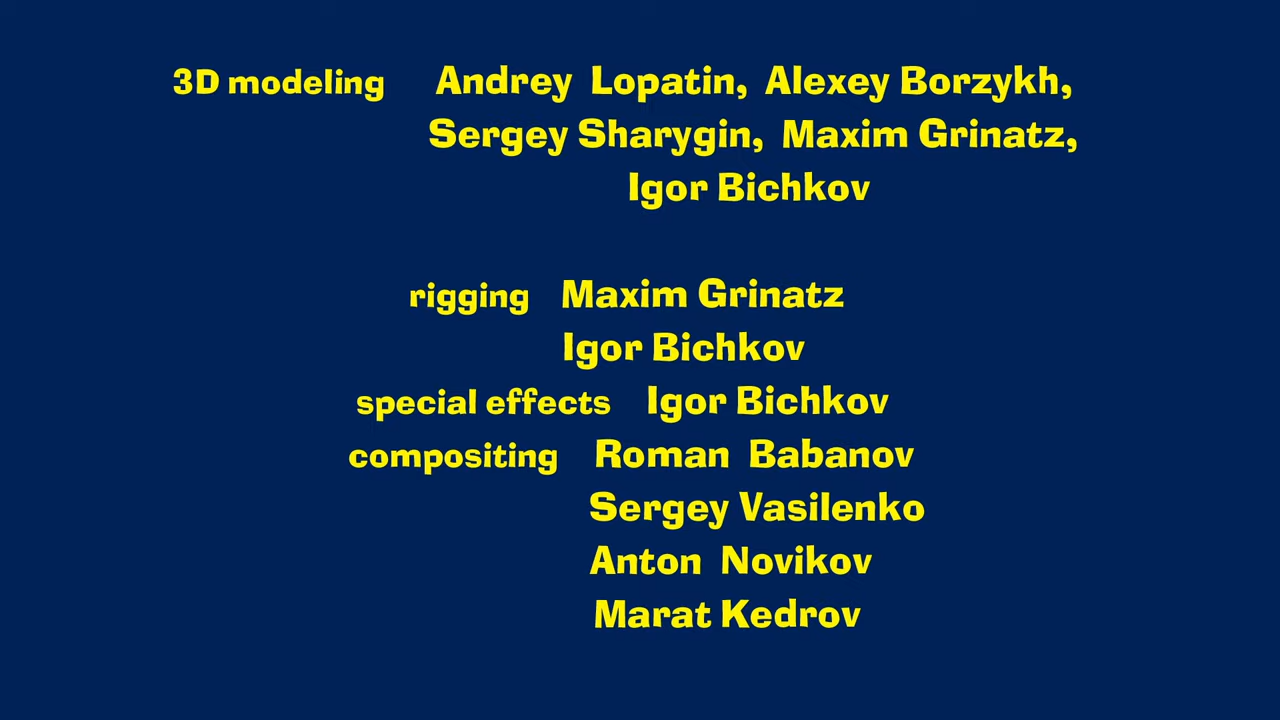 3D modeling Andrey Lopatin, Alexey Borzykh,
Sergey Sharygin, Maxim Grinatz,
Igor Bichkov
rigging Maxim Grinatz
Igor Bichkov
special effects Igor Bichkov
compositing Roman Babanov
Sergey Vasilenko
Anton Novikov
Marat Kedrov